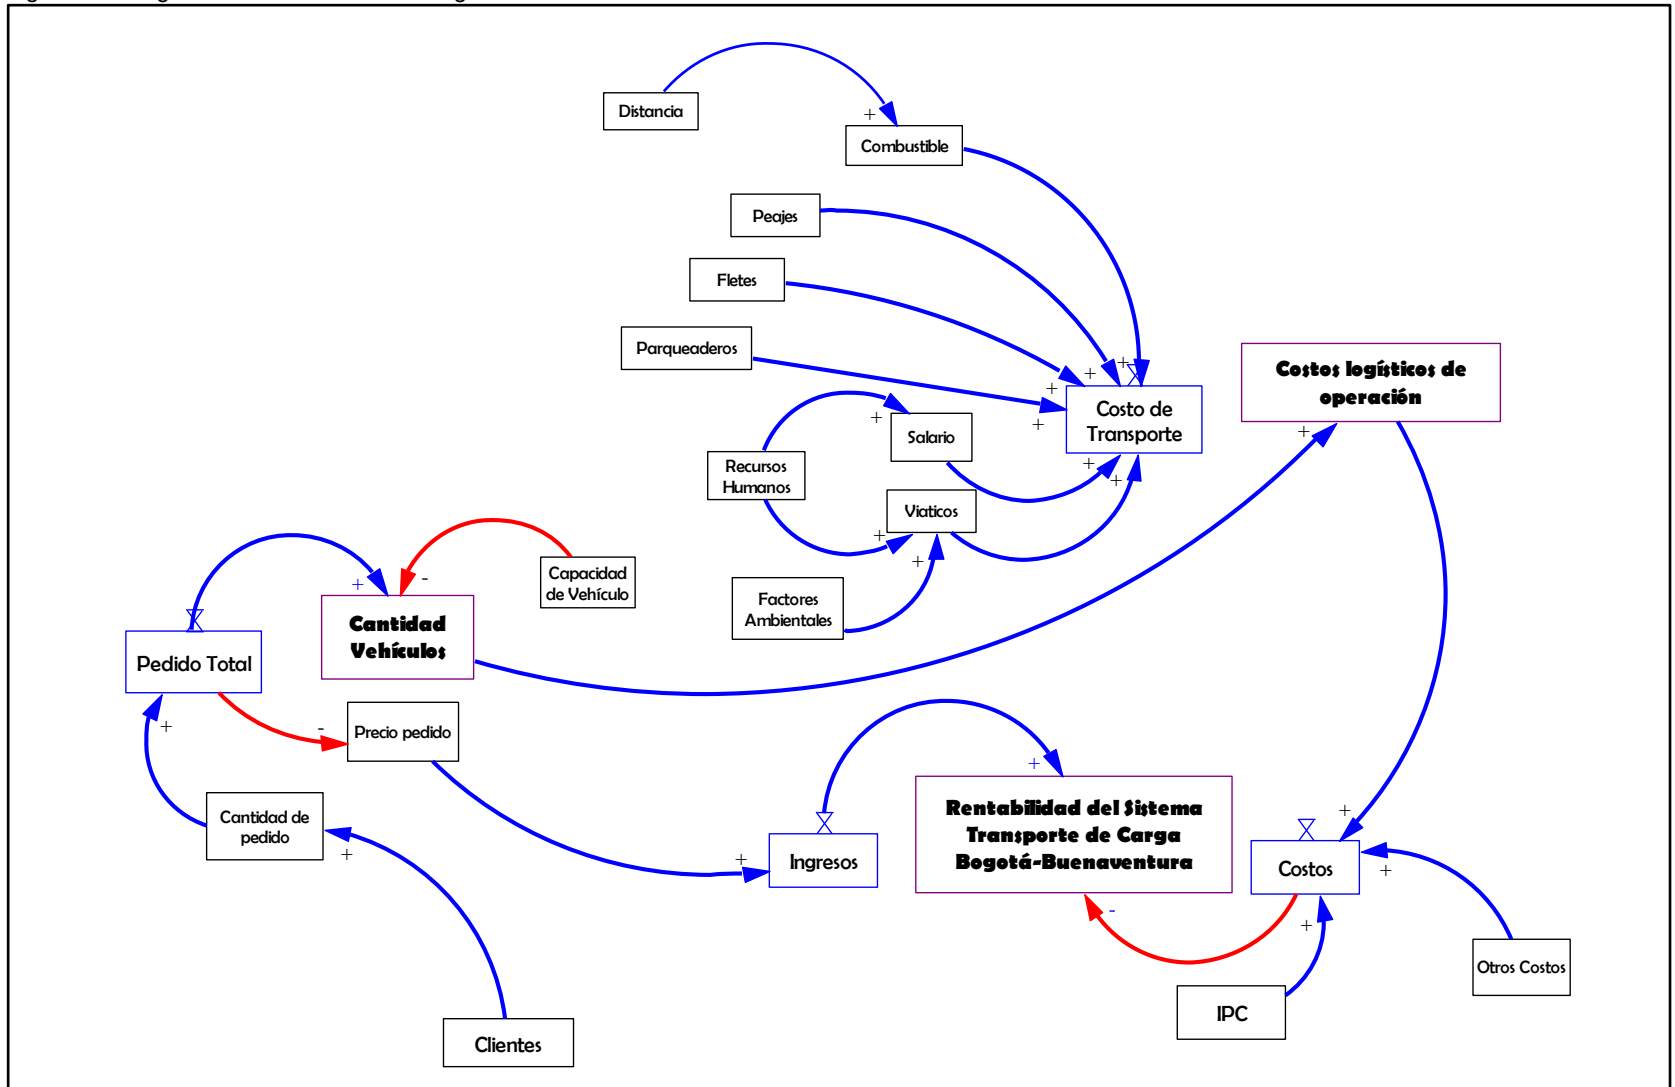 Distancia
+
Combustible
Peajes
Fletes
Parqueaderos
+
+
+
+
Costo de
Transporte
Costos logísticos de
operación
+
+
Salario
Recursos
Humanos
+
+
Viaticos
+
+
Factores
Ambientales
Capacidad
de Vehículo
-
+
Cantidad
Vehículos
Pedido Total
+
-
Precio pedido
Cantidad de
pedido
+
+
Ingresos
+
Rentabilidad del Sistema
Transporte de Carga
Bogotá-Buenaventura
-
+
Costos
+
+
Otros Costos
IPC
Clientes